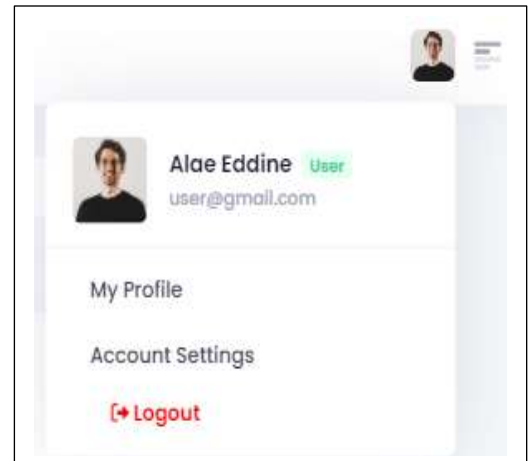 Alae Eddine User
user@gmail.com
My Profile
Account Settings
Logout